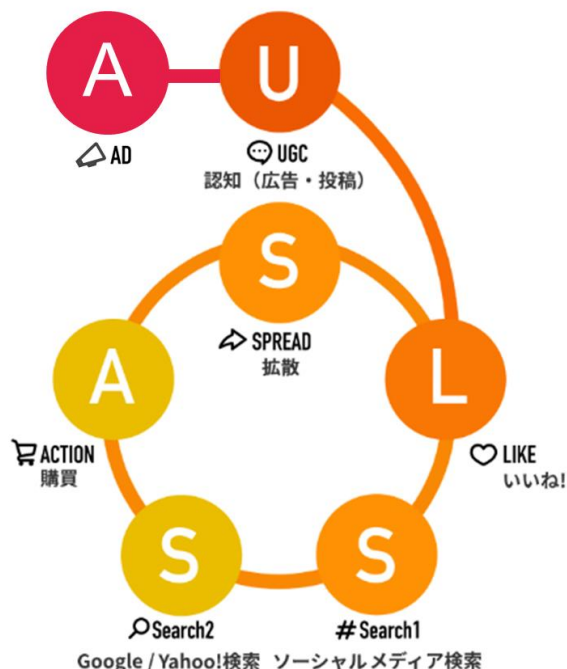 A
U
AD
UGC
認知（広告・投稿）
S
SPREAD
拡散
A
L
ACTION
購買
LIKE
いいね!
S
S
Search2
#Search1
Google / Yahoo!検索
ソーシャルメディア検索